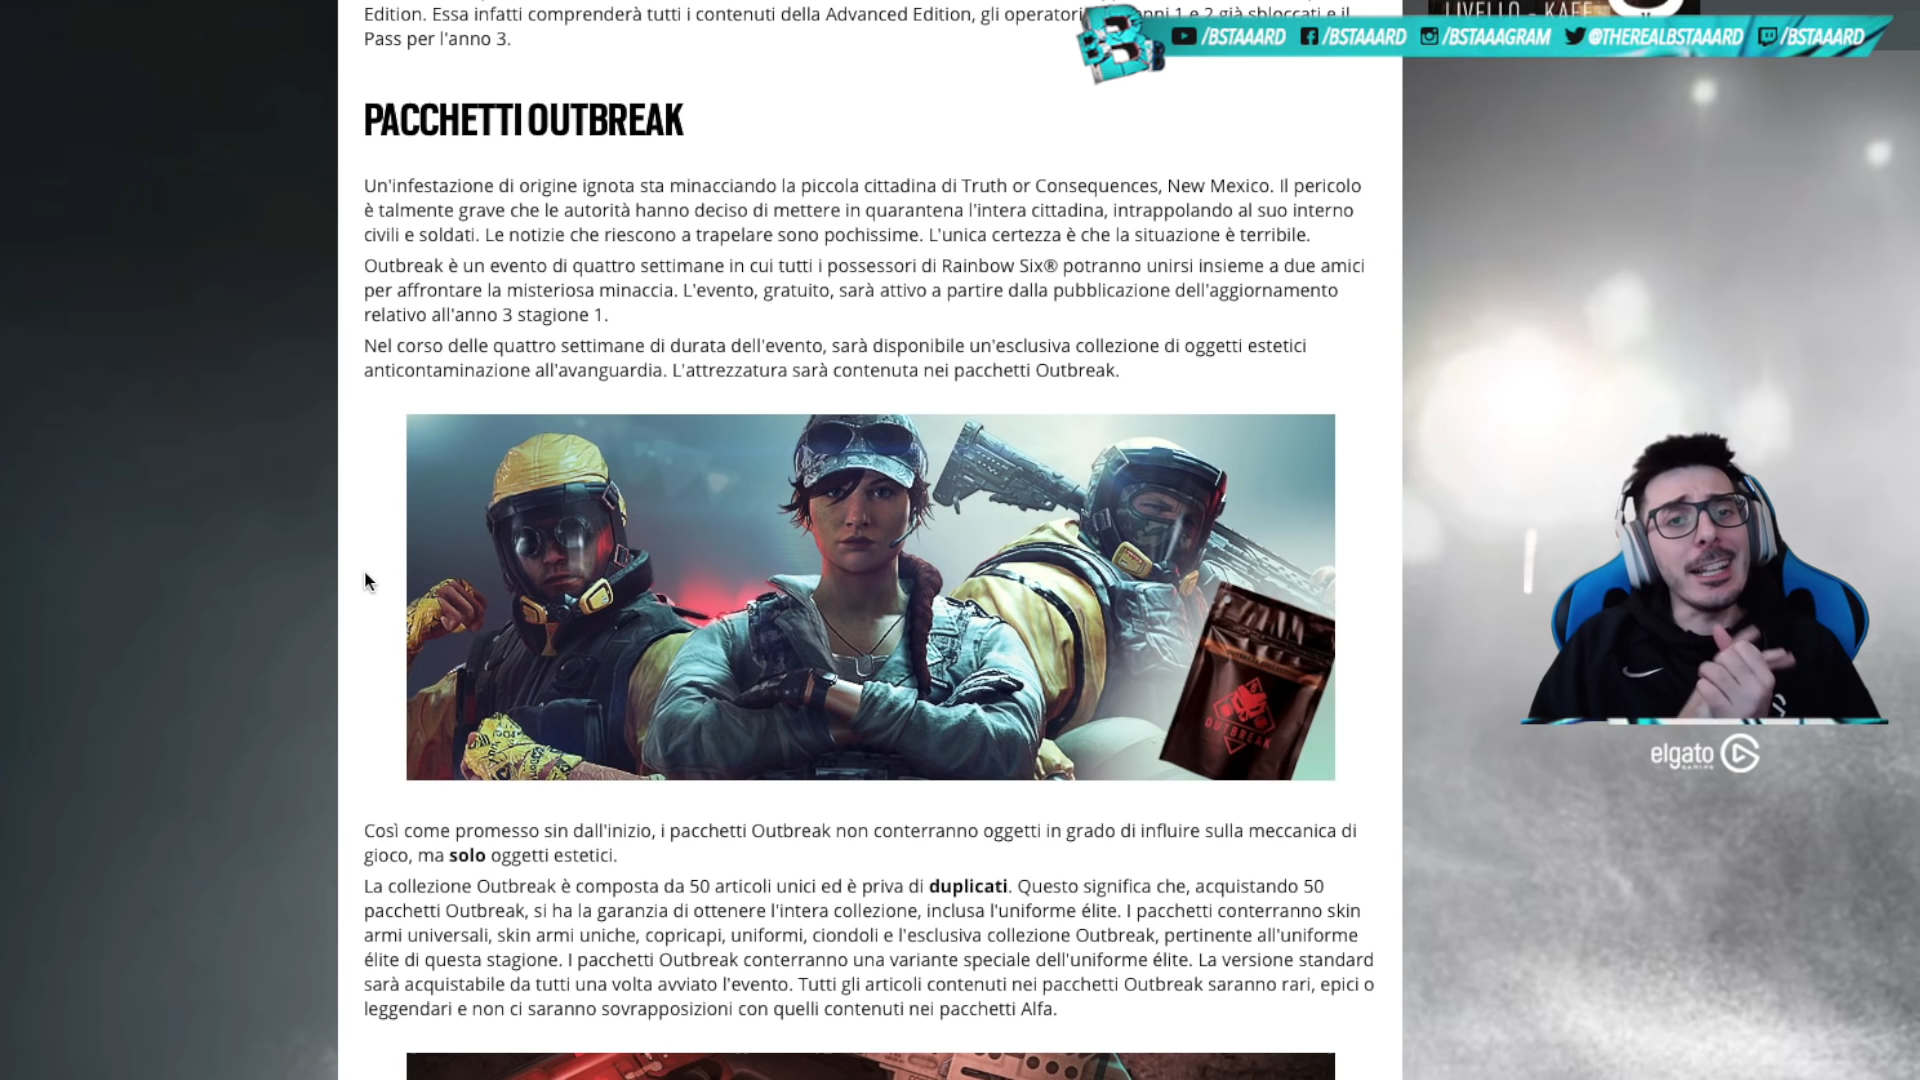 Edition. Essa infatti comprenderà tutti i contenuti della Advanced Edition, gli operatori anni 1 e 2 già sbloccati e il
Pass per l'anno 3.
LIVELLO - KAFE
/BSTAAARD /BSTAAARD /BSTAAAGRAM @THEREALBSTAAARD /BSTAAARD
PACCHETTI OUTBREAK
Un'infestazione di origine ignota sta minacciando la piccola cittadina di Truth or Consequences, New Mexico. Il pericolo
è talmente grave che le autorità hanno deciso di mettere in quarantena l'intera cittadina, intrappolando al suo interno
civili e soldati. Le notizie che riescono a trapelare sono pochissime. L'unica certezza è che la situazione è terribile.
Outbreak è un evento di quattro settimane in cui tutti i possessori di Rainbow Six® potranno unirsi insieme a due amici
per affrontare la misteriosa minaccia. L'evento, gratuito, sarà attivo a partire dalla pubblicazione dell'aggiornamento
relativo all'anno 3 stagione 1.
Nel corso delle quattro settimane di durata dell'evento, sarà disponibile un'esclusiva collezione di oggetti estetici
anticontaminazione all'avanguardia. L'attrezzatura sarà contenuta nei pacchetti Outbreak.
OUTBREAK
elgato
GAMING
Così come promesso sin dall'inizio, i pacchetti Outbreak non conterranno oggetti in grado di influire sulla meccanica di
gioco, ma solo oggetti estetici.
La collezione Outbreak è composta da 50 articoli unici ed è priva di duplicati. Questo significa che, acquistando 50
pacchetti Outbreak, si ha la garanzia di ottenere l'intera collezione, inclusa l'uniforme élite. I pacchetti conterranno skin
armi universali, skin armi uniche, copricapi, uniformi, ciondoli e l'esclusiva collezione Outbreak, pertinente all'uniforme
élite di questa stagione. I pacchetti Outbreak conterranno una variante speciale dell'uniforme élite. La versione standard
sarà acquistabile da tutti una volta avviato l'evento. Tutti gli articoli contenuti nei pacchetti Outbreak saranno rari, epici o
leggendari e non ci saranno sovrapposizioni con quelli contenuti nei pacchetti Alfa.